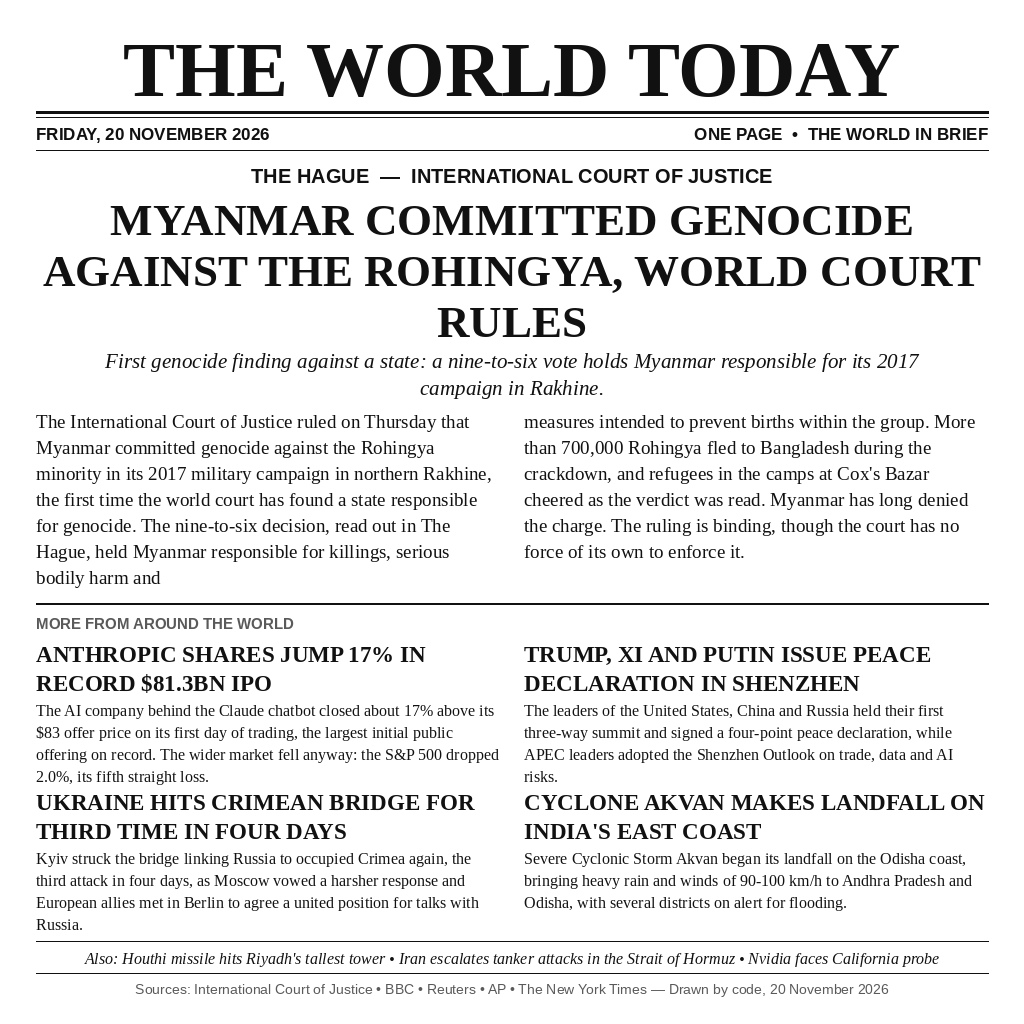 THE WORLD TODAY
FRIDAY, 20 NOVEMBER 2026
ONE PAGE • THE WORLD IN BRIEF
THE HAGUE — INTERNATIONAL COURT OF JUSTICE
MYANMAR COMMITTED GENOCIDE
AGAINST THE ROHINGYA, WORLD COURT
RULES
First genocide finding against a state: a nine-to-six vote holds Myanmar responsible for its 2017
campaign in Rakhine.
The International Court of Justice ruled on Thursday that
Myanmar committed genocide against the Rohingya
minority in its 2017 military campaign in northern Rakhine,
the first time the world court has found a state responsible
for genocide. The nine-to-six decision, read out in The
Hague, held Myanmar responsible for killings, serious
bodily harm and
measures intended to prevent births within the group. More
than 700,000 Rohingya fled to Bangladesh during the
crackdown, and refugees in the camps at Cox's Bazar
cheered as the verdict was read. Myanmar has long denied
the charge. The ruling is binding, though the court has no
force of its own to enforce it.
MORE FROM AROUND THE WORLD
ANTHROPIC SHARES JUMP 17% IN
RECORD $81.3BN IPO
The AI company behind the Claude chatbot closed about 17% above its
$83 offer price on its first day of trading, the largest initial public
offering on record. The wider market fell anyway: the S&P 500 dropped
2.0%, its fifth straight loss.
TRUMP, XI AND PUTIN ISSUE PEACE
DECLARATION IN SHENZHEN
The leaders of the United States, China and Russia held their first
three-way summit and signed a four-point peace declaration, while
APEC leaders adopted the Shenzhen Outlook on trade, data and AI
risks.
UKRAINE HITS CRIMEAN BRIDGE FOR
THIRD TIME IN FOUR DAYS
Kyiv struck the bridge linking Russia to occupied Crimea again, the
third attack in four days, as Moscow vowed a harsher response and
European allies met in Berlin to agree a united position for talks with
Russia.
CYCLONE AKVAN MAKES LANDFALL ON
INDIA'S EAST COAST
Severe Cyclonic Storm Akvan began its landfall on the Odisha coast,
bringing heavy rain and winds of 90-100 km/h to Andhra Pradesh and
Odisha, with several districts on alert for flooding.
Also: Houthi missile hits Riyadh's tallest tower • Iran escalates tanker attacks in the Strait of Hormuz • Nvidia faces California probe
Sources: International Court of Justice • BBC • Reuters • AP • The New York Times — Drawn by code, 20 November 2026